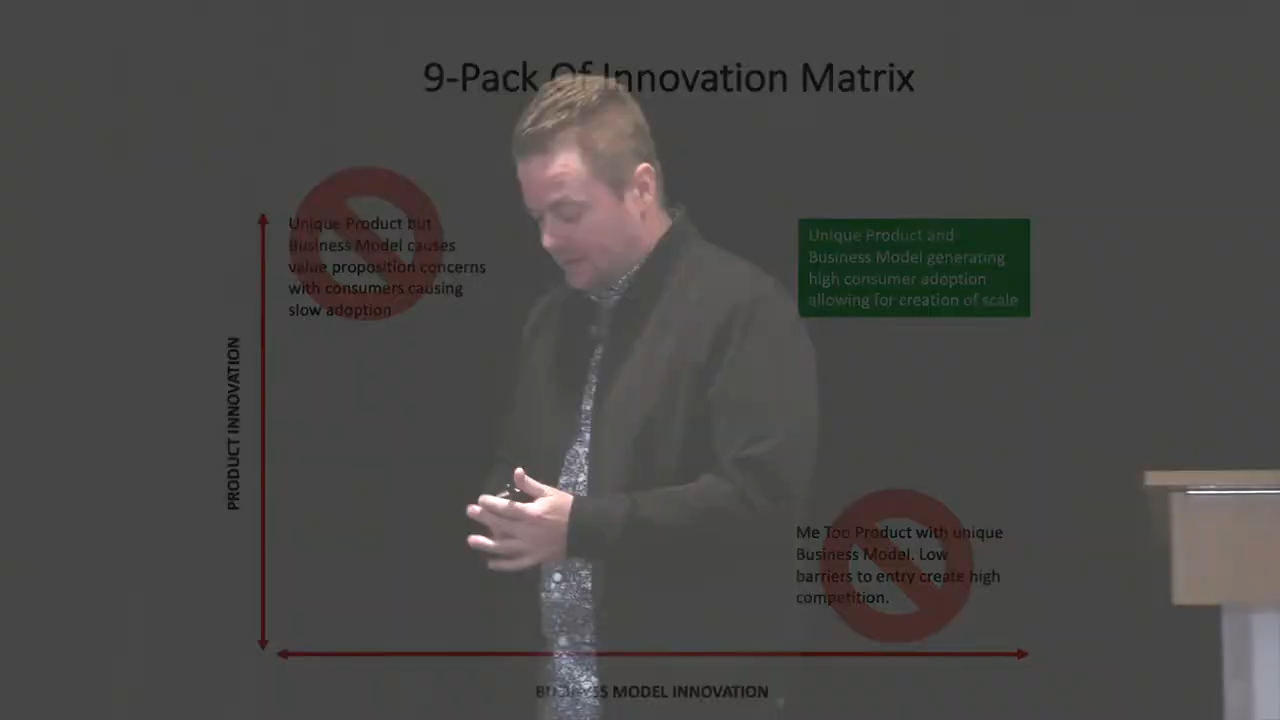 9-Pack Of Innovation Matrix
Unique Product but
Business Model causes
value proposition concerns
with consumers causing
slow adoption
Unique Product and
Business Model generating
high consumer adoption
allowing for creation of scale
PRODUCT INNOVATION
Me Too Product with unique
Business Model. Low
barriers to entry create high
competition.
BUSINESS MODEL INNOVATION